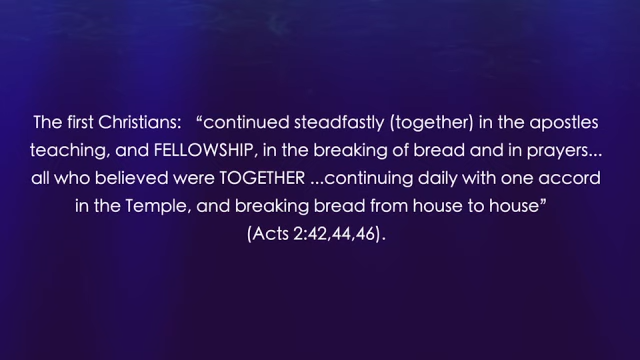 The first Christians: “continued steadfastly (together) in the apostles
teaching, and FELLOWSHIP, in the breaking of bread and in prayers...
all who believed were TOGETHER ...continuing daily with one accord
in the Temple, and breaking bread from house to house”
(Acts 2:42,44,46).